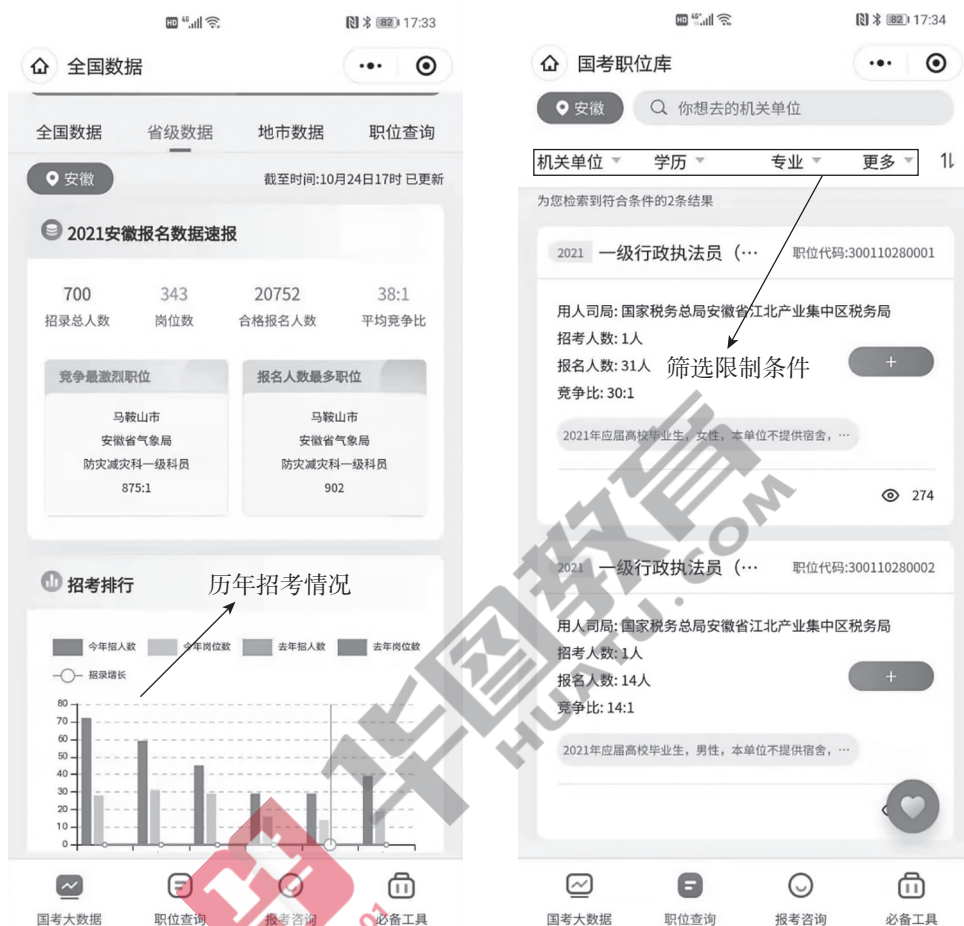 HD 46 82 17:33
全国数据
全国数据 省级数据 地市数据 职位查询
安徽 截至时间:10月24日17时 已更新
2021安徽报名数据速报
700 343 20752 38:1
招录总人数 岗位数 合格报名人数 平均竞争比
竞争最激烈职位 报名人数最多职位
马鞍山市 马鞍山市
安徽省气象局 安徽省气象局
防灾减灾科一级科员 防灾减灾科一级科员
875:1 902
招考排行 历年招考情况
今年招人数 今年岗位数 去年招人数 去年岗位数
招录增长
80
70
60
50
40
30
20
10
0
国考大数据 职位查询 报考咨询 必备工具
HD 46 82 17:34
国考职位库
安徽 你想去的机关单位
机关单位 学历 专业 更多
为您检索到符合条件的2条结果
2021 一级行政执法员（… 职位代码:300110280001
用人司局: 国家税务总局安徽省江北产业集中区税务局
招考人数: 1人
报名人数: 31人 筛选限制条件 +
竞争比: 30:1
2021年应届高校毕业生，女性，本单位不提供宿舍，…
274
2021 一级行政执法员（… 职位代码:300110280002
用人司局: 国家税务总局安徽省江北产业集中区税务局
招考人数: 1人
报名人数: 14人 +
竞争比: 14:1
2021年应届高校毕业生，男性，本单位不提供宿舍，…
国考大数据 职位查询 报考咨询 必备工具
华图教育
HUATU.COM